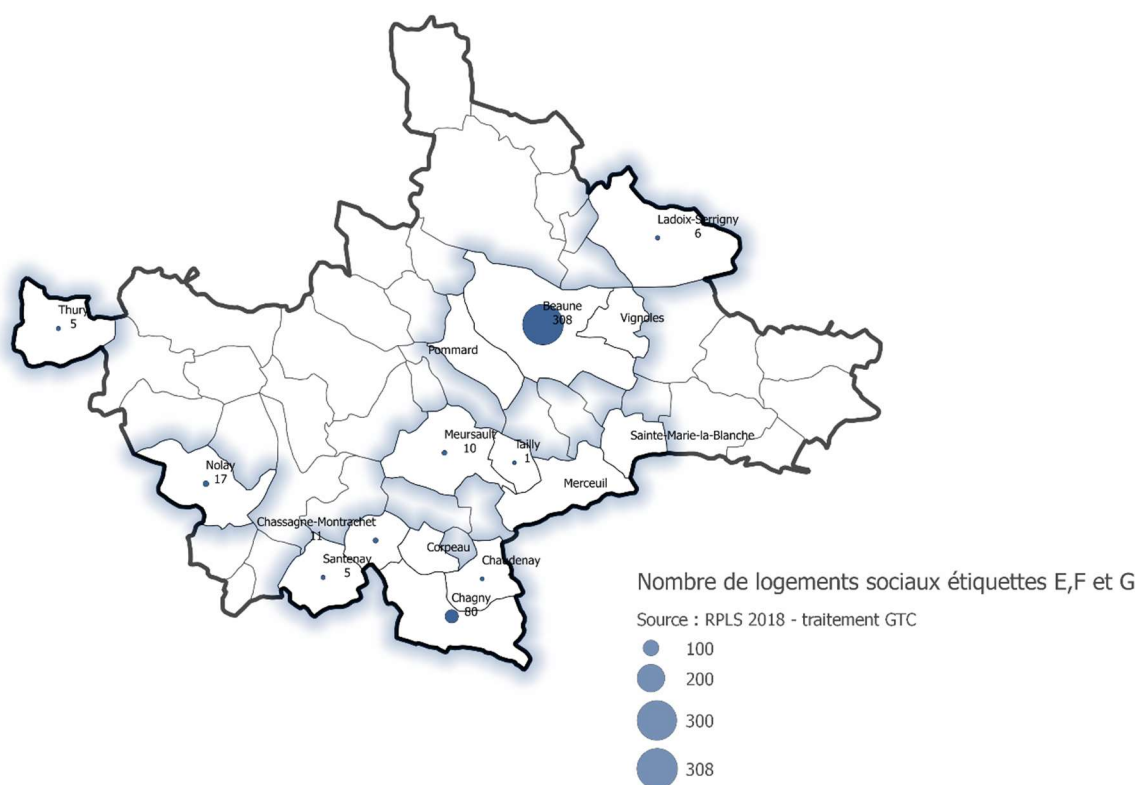 Ladoix-Serrigny
6
Thury
5
Beaune
308
Vignoles
Pommard
Meursault
10
Tailly
1
Sainte-Marie-la-Blanche
Nolay
17
Merceuil
Chassagne-Montrachet
11
Santenay
5
Corpeau
Chaudenay
Chagny
80
Nombre de logements sociaux étiquettes E,F et G
Source : RPLS 2018 - traitement GTC
100
200
300
308